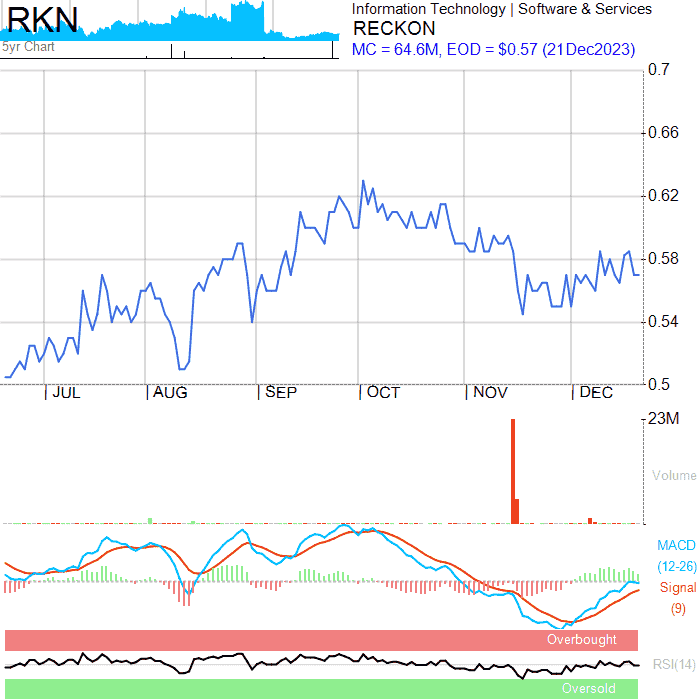 RKN
5yr Chart
Information Technology | Software & Services
RECKON
MC = 64.6M, EOD = $0.57 (21Dec2023)
0.7
0.66
0.62
0.58
0.54
0.5
JUL
AUG
SEP
OCT
NOV
DEC
23M
Volume
MACD
(12-26)
Signal
(9)
Overbought
RSI(14)
Oversold